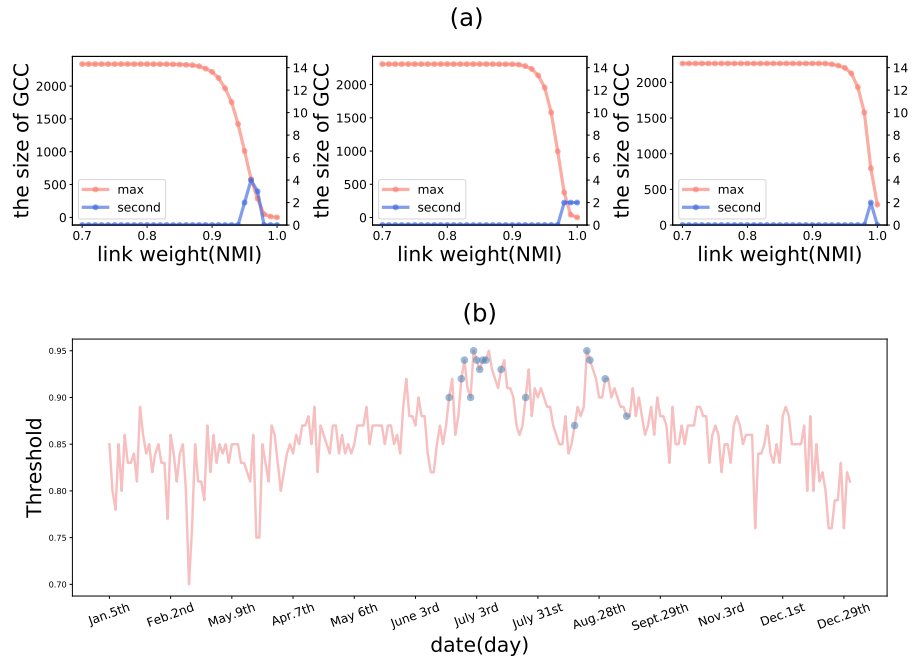 (a)
the size of GCC
2000
1500
1000
500
0
14
12
10
8
6
4
2
0
max
second
0.7
0.8
0.9
1.0
link weight(NMI)
the size of GCC
2000
1500
1000
500
0
14
12
10
8
6
4
2
0
max
second
0.7
0.8
0.9
1.0
link weight(NMI)
the size of GCC
2000
1500
1000
500
0
14
12
10
8
6
4
2
0
max
second
0.7
0.8
0.9
1.0
link weight(NMI)
(b)
Threshold
0.95
0.90
0.85
0.80
0.75
0.70
Jan.5th
Feb.2nd
May.9th
Apr.7th
May 6th
June 3rd
July 3rd
July 31st
Aug.28th
Sept.29th
Nov.3rd
Dec.1st
Dec.29th
date(day)